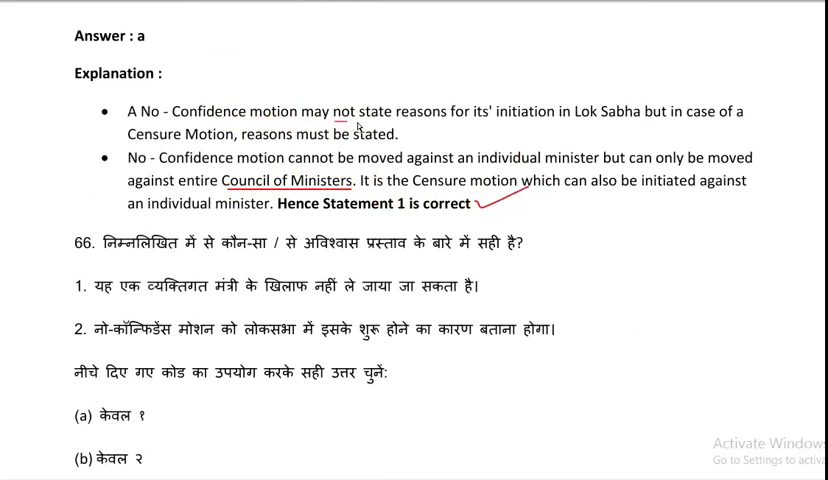 Answer : a
Explanation :
• A No - Confidence motion may not state reasons for its' initiation in Lok Sabha but in case of a
Censure Motion, reasons must be stated.
• No - Confidence motion cannot be moved against an individual minister but can only be moved
against entire Council of Ministers. It is the Censure motion which can also be initiated against
an individual minister. Hence Statement 1 is correct
66. निम्नलिखित में से कौन-सा / से अविश्वास प्रस्ताव के बारे में सही है?
1. यह एक व्यक्तिगत मंत्री के खिलाफ नहीं ले जाया जा सकता है।
2. नो-कॉन्फिडेंस मोशन को लोकसभा में इसके शुरू होने का कारण बताना होगा।
नीचे दिए गए कोड का उपयोग करके सही उत्तर चुनें:
(a) केवल १
(b) केवल २
Activate Window
Go to Settings to activa